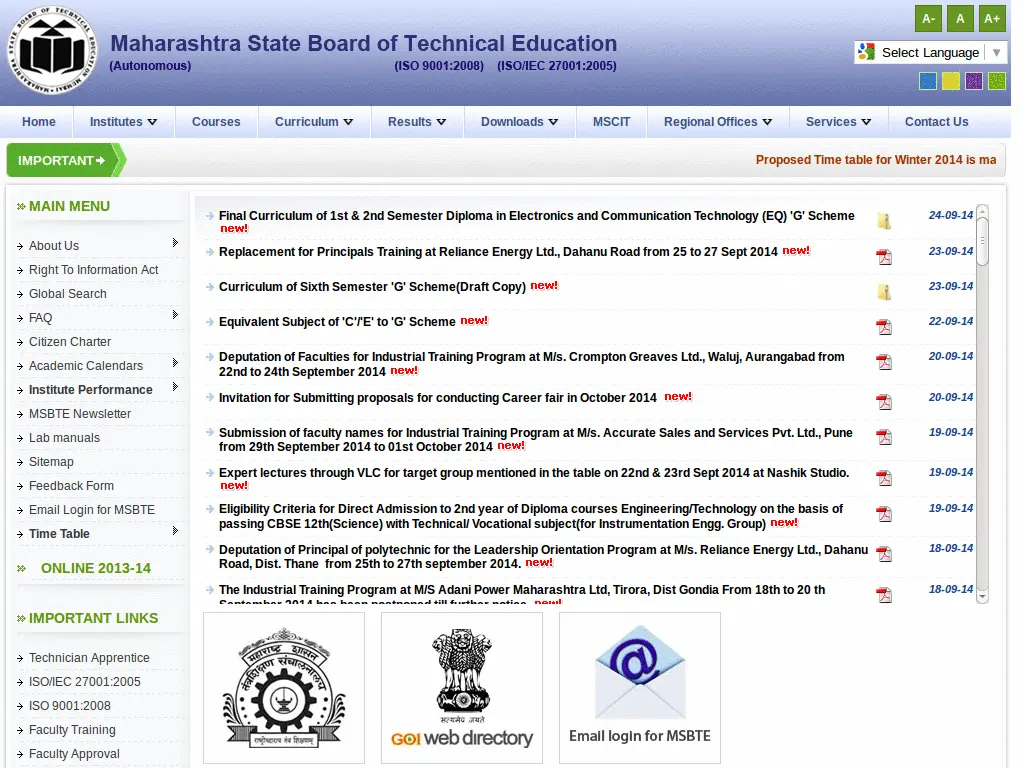 A- A A+
Maharashtra State Board of Technical Education
(Autonomous) (ISO 9001:2008) (ISO/IEC 27001:2005)
Select Language ▼
Home Institutes Courses Curriculum Results Downloads MSCIT Regional Offices Services Contact Us
IMPORTANT
Proposed Time table for Winter 2014 is ma
MAIN MENU
About Us
Right To Information Act
Global Search
FAQ
Citizen Charter
Academic Calendars
Institute Performance
MSBTE Newsletter
Lab manuals
Sitemap
Feedback Form
Email Login for MSBTE
Time Table
ONLINE 2013-14
IMPORTANT LINKS
Technician Apprentice
ISO/IEC 27001:2005
ISO 9001:2008
Faculty Training
Faculty Approval
Final Curriculum of 1st & 2nd Semester Diploma in Electronics and Communication Technology (EQ) 'G' Scheme 24-09-14
new!
Replacement for Principals Training at Reliance Energy Ltd., Dahanu Road from 25 to 27 Sept 2014 new! 23-09-14
Curriculum of Sixth Semester 'G' Scheme(Draft Copy) new! 23-09-14
Equivalent Subject of 'C'/'E' to 'G' Scheme new! 22-09-14
Deputation of Faculties for Industrial Training Program at M/s. Crompton Greaves Ltd., Waluj, Aurangabad from 20-09-14
22nd to 24th September 2014 new!
Invitation for Submitting proposals for conducting Career fair in October 2014 new! 20-09-14
Submission of faculty names for Industrial Training Program at M/s. Accurate Sales and Services Pvt. Ltd., Pune 19-09-14
from 29th September 2014 to 01st October 2014 new!
Expert lectures through VLC for target group mentioned in the table on 22nd & 23rd Sept 2014 at Nashik Studio. 19-09-14
new!
Eligibility Criteria for Direct Admission to 2nd year of Diploma courses Engineering/Technology on the basis of 19-09-14
passing CBSE 12th(Science) with Technical/ Vocational subject(for Instrumentation Engg. Group) new!
Deputation of Principal of polytechnic for the Leadership Orientation Program at M/s. Reliance Energy Ltd., Dahanu 18-09-14
Road, Dist. Thane from 25th to 27th september 2014. new!
The Industrial Training Program at M/S Adani Power Maharashtra Ltd, Tirora, Dist Gondia From 18th to 20 th 18-09-14
September 2014 has been postponed till further notice. new!
महाराष्ट्र शासन
तंत्रशिक्षण संचालनालय
सत्यमेव जयते
GOI web directory
Email login for MSBTE